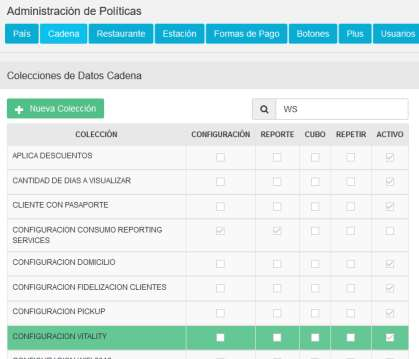 Administración de Políticas
País Cadena Restaurante Estación Formas de Pago Botones Plus Usuarios
Colecciones de Datos Cadena
Nueva Colección WS
COLECCIÓN CONFIGURACIÓN REPORTE CUBO REPETIR ACTIVO
APLICA DESCUENTOS
CANTIDAD DE DIAS A VISUALIZAR
CLIENTE CON PASAPORTE
CONFIGURACION CONSUMO REPORTING
SERVICES
CONFIGURACION DOMICILIO
CONFIGURACION FIDELIZACION CLIENTES
CONFIGURACION PICKUP
CONFIGURACION VITALITY